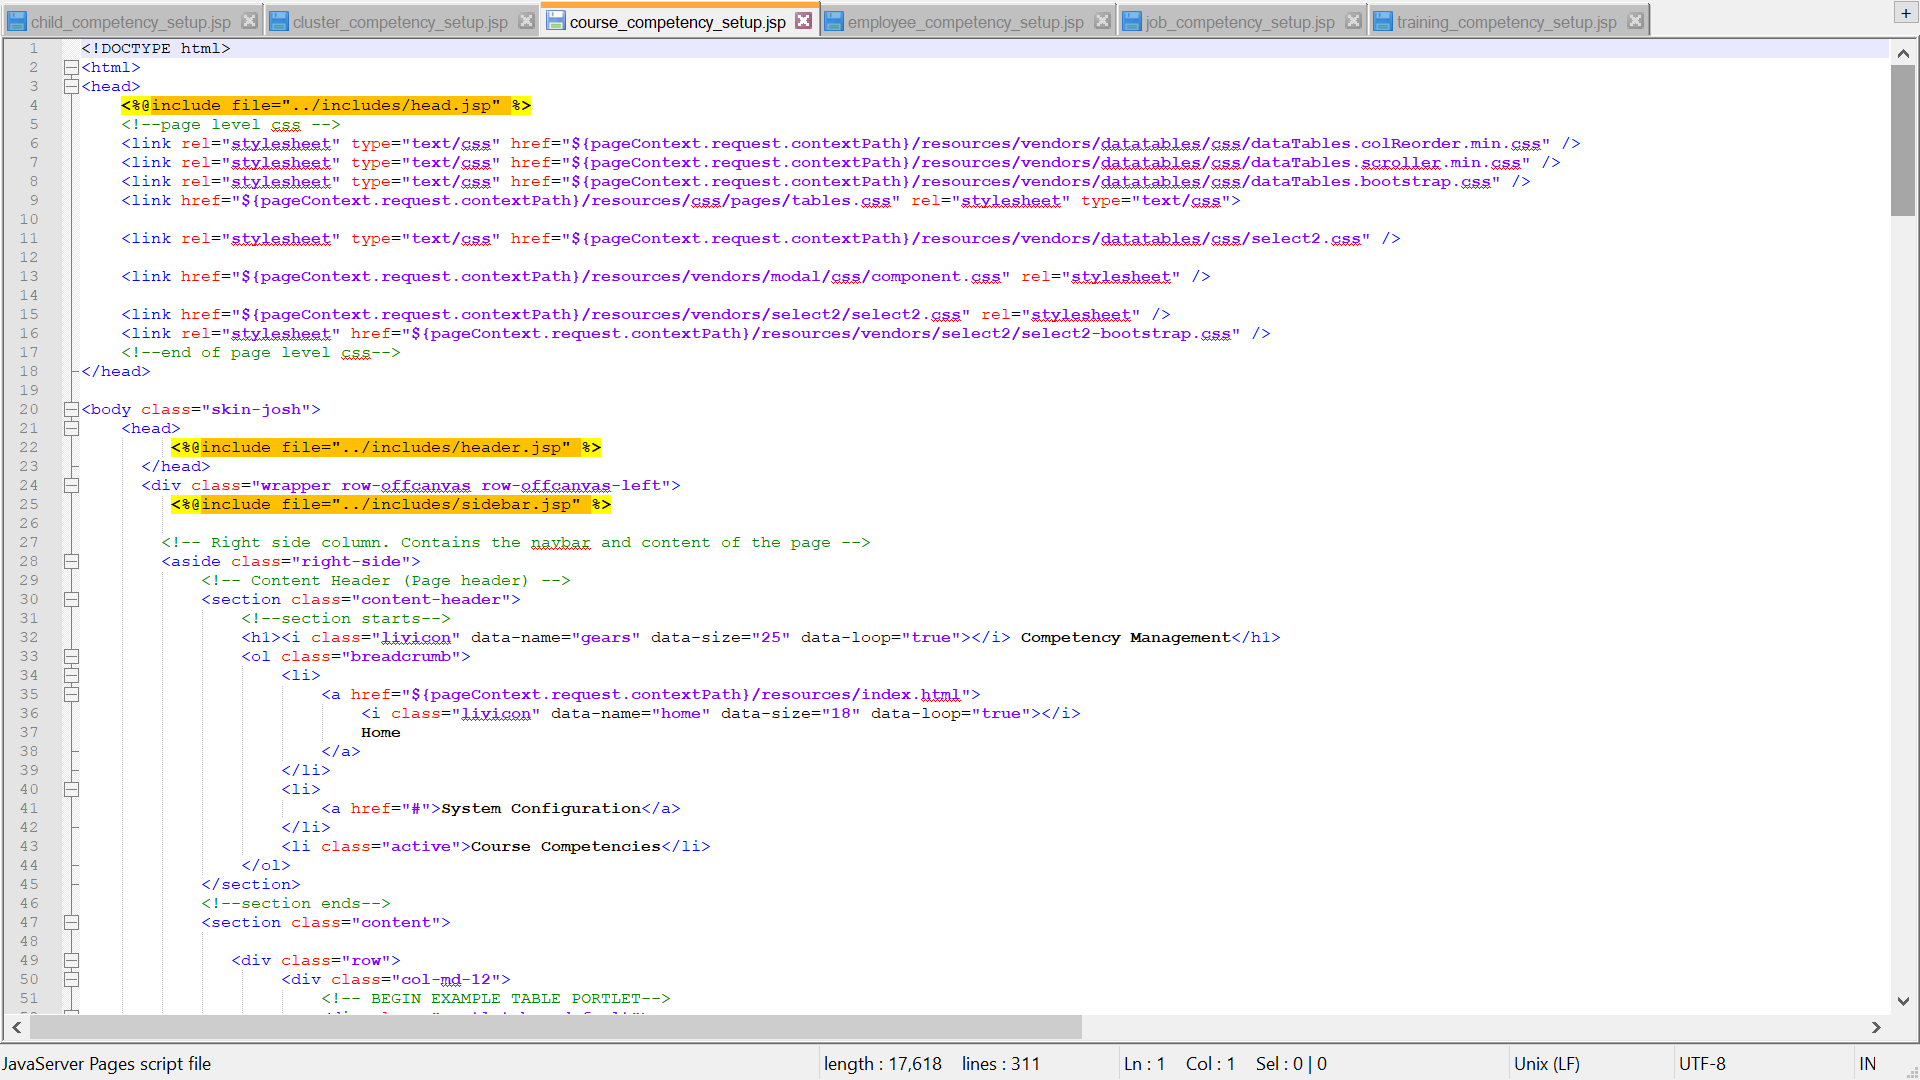 child_competency_setup.jsp cluster_competency_setup.jsp course_competency_setup.jsp employee_competency_setup.jsp job_competency_setup.jsp training_competency_setup.jsp
1 <!DOCTYPE html>
2 <html>
3 <head>
4 <%@include file="../includes/head.jsp" %>
5 <!--page level css -->
6 <link rel="stylesheet" type="text/css" href="${pageContext.request.contextPath}/resources/vendors/datatables/css/dataTables.colReorder.min.css" />
7 <link rel="stylesheet" type="text/css" href="${pageContext.request.contextPath}/resources/vendors/datatables/css/dataTables.scroller.min.css" />
8 <link rel="stylesheet" type="text/css" href="${pageContext.request.contextPath}/resources/vendors/datatables/css/dataTables.bootstrap.css" />
9 <link href="${pageContext.request.contextPath}/resources/css/pages/tables.css" rel="stylesheet" type="text/css">
10
11 <link rel="stylesheet" type="text/css" href="${pageContext.request.contextPath}/resources/vendors/datatables/css/select2.css" />
12
13 <link href="${pageContext.request.contextPath}/resources/vendors/modal/css/component.css" rel="stylesheet" />
14
15 <link href="${pageContext.request.contextPath}/resources/vendors/select2/select2.css" rel="stylesheet" />
16 <link rel="stylesheet" href="${pageContext.request.contextPath}/resources/vendors/select2/select2-bootstrap.css" />
17 <!--end of page level css-->
18 </head>
19
20 <body class="skin-josh">
21 <head>
22 <%@include file="../includes/header.jsp" %>
23 </head>
24 <div class="wrapper row-offcanvas row-offcanvas-left">
25 <%@include file="../includes/sidebar.jsp" %>
26
27 <!-- Right side column. Contains the navbar and content of the page -->
28 <aside class="right-side">
29 <!-- Content Header (Page header) -->
30 <section class="content-header">
31 <!--section starts-->
32 <h1><i class="livicon" data-name="gears" data-size="25" data-loop="true"></i> Competency Management</h1>
33 <ol class="breadcrumb">
34 <li>
35 <a href="${pageContext.request.contextPath}/resources/index.html">
36 <i class="livicon" data-name="home" data-size="18" data-loop="true"></i>
37 Home
38 </a>
39 </li>
40 <li>
41 <a href="#">System Configuration</a>
42 </li>
43 <li class="active">Course Competencies</li>
44 </ol>
45 </section>
46 <!--section ends-->
47 <section class="content">
48
49 <div class="row">
50 <div class="col-md-12">
51 <!-- BEGIN EXAMPLE TABLE PORTLET-->
JavaServer Pages script file length : 17,618 lines : 311 Ln : 1 Col : 1 Sel : 0 | 0 Unix (LF) UTF-8 IN